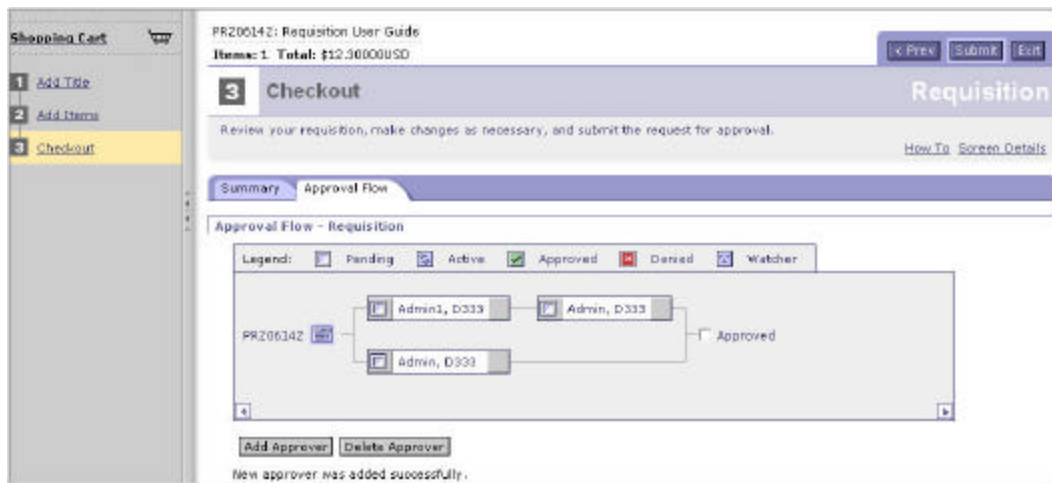 Shopping Cart
1 Add Title
2 Add Items
3 Checkout
PR206142: Requisition User Guide
Items: 1 Total: $12.30000USD
< Prev Submit Exit
3 Checkout
Requisition
Review your requisition, make changes as necessary, and submit the request for approval.
How To Screen Details
Summary Approval Flow
Approval Flow - Requisition
Legend: Pending Active Approved Denied Watcher
Admin1, D333 Admin, D333
PR206142 Approved
Admin, D333
Add Approver Delete Approver
New approver was added successfully.